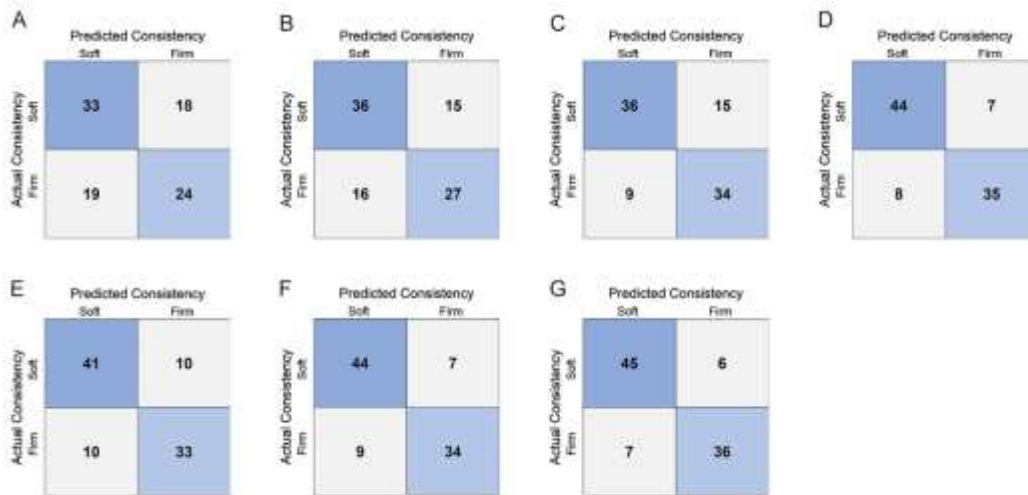 A
Predicted Consistency
Soft Firm
Actual Consistency
Soft
33 18
Firm
19 24
B
Predicted Consistency
Soft Firm
Actual Consistency
Soft
36 15
Firm
16 27
C
Predicted Consistency
Soft Firm
Actual Consistency
Soft
36 15
Firm
9 34
D
Predicted Consistency
Soft Firm
Actual Consistency
Soft
44 7
Firm
8 35
E
Predicted Consistency
Soft Firm
Actual Consistency
Soft
41 10
Firm
10 33
F
Predicted Consistency
Soft Firm
Actual Consistency
Soft
44 7
Firm
9 34
G
Predicted Consistency
Soft Firm
Actual Consistency
Soft
45 6
Firm
7 36